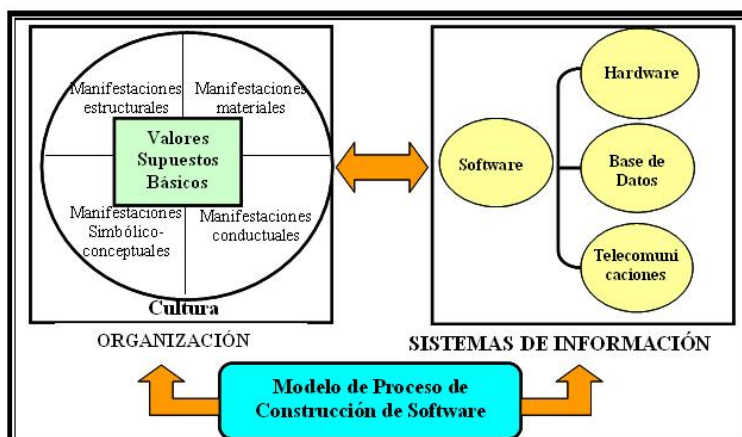 Manifestaciones
estructurales
Manifestaciones
materiales
Valores
Supuestos
Básicos
Manifestaciones
Simbólico-
conceptuales
Manifestaciones
conductuales
Cultura
ORGANIZACIÓN
Software
Hardware
Base de
Datos
Telecomuni
caciones
SISTEMAS DE INFORMACIÓN
Modelo de Proceso de
Construcción de Software